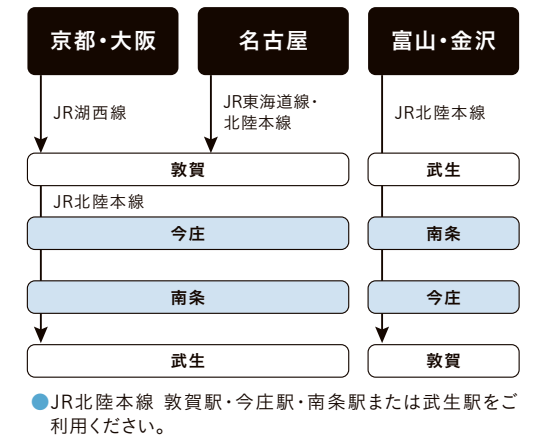 京都・大阪
名古屋
富山・金沢
JR湖西線
JR東海道線・
北陸本線
JR北陸本線
敦賀
武生
JR北陸本線
今庄
南条
南条
今庄
武生
敦賀
●JR北陸本線 敦賀駅・今庄駅・南条駅または武生駅をご
利用ください。